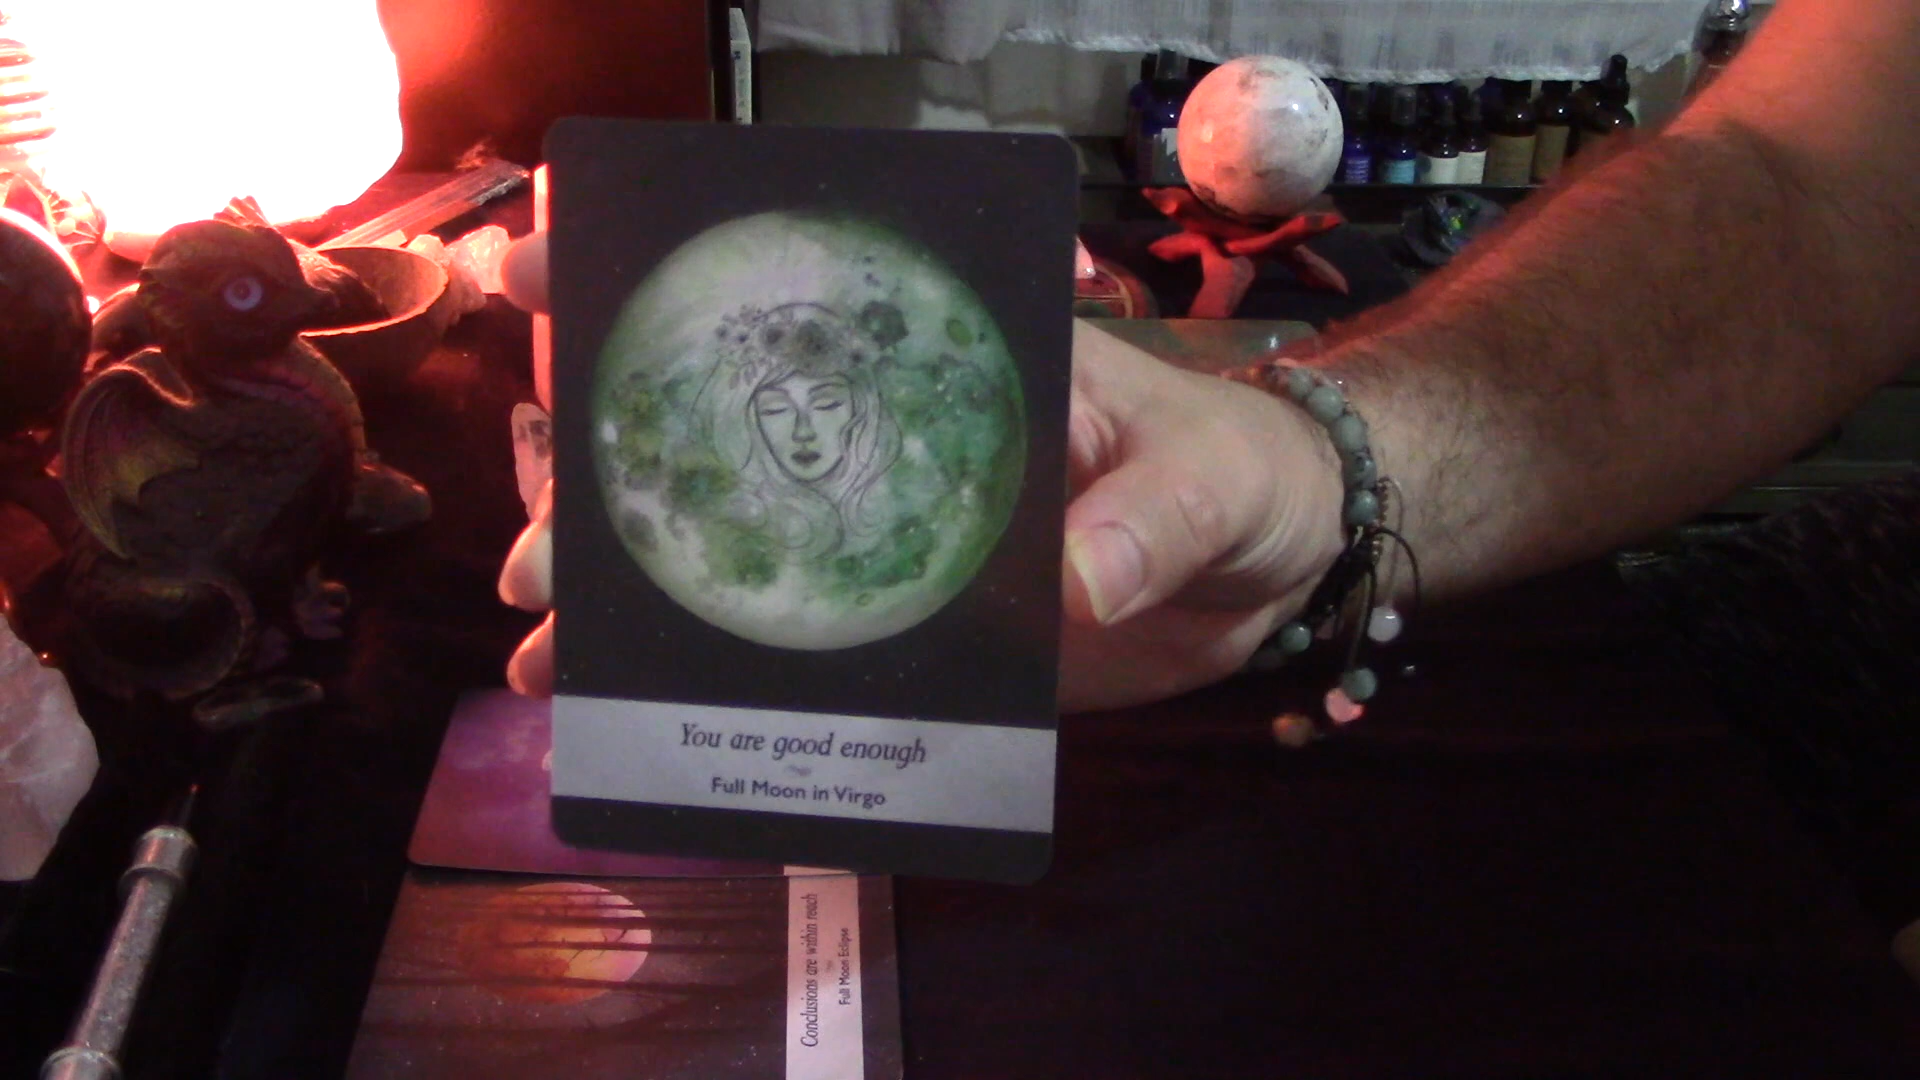 You are good enough
Full Moon in Virgo
Conclusions are within reach
Full Moon Eclipse